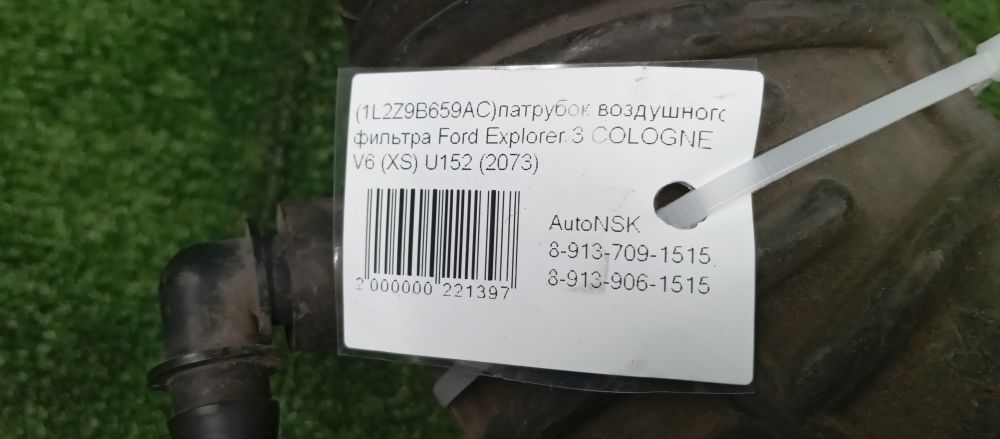 (1L2Z9B659AC)патрубок воздушного
фильтра Ford Explorer 3 COLOGNE
V6 (XS) U152 (2073)
AutoNSK
8-913-709-1515
8-913-906-1515
2 000000 221397